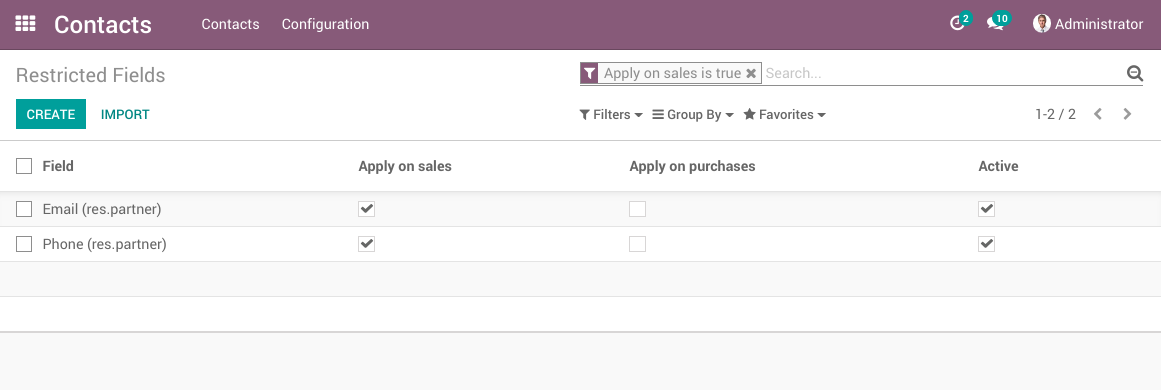 Contacts Contacts Configuration 2 10 Administrator
Restricted Fields Apply on sales is true Search...
CREATE IMPORT Filters Group By Favorites 1-2 / 2
Field Apply on sales Apply on purchases Active
Email (res.partner)
Phone (res.partner)